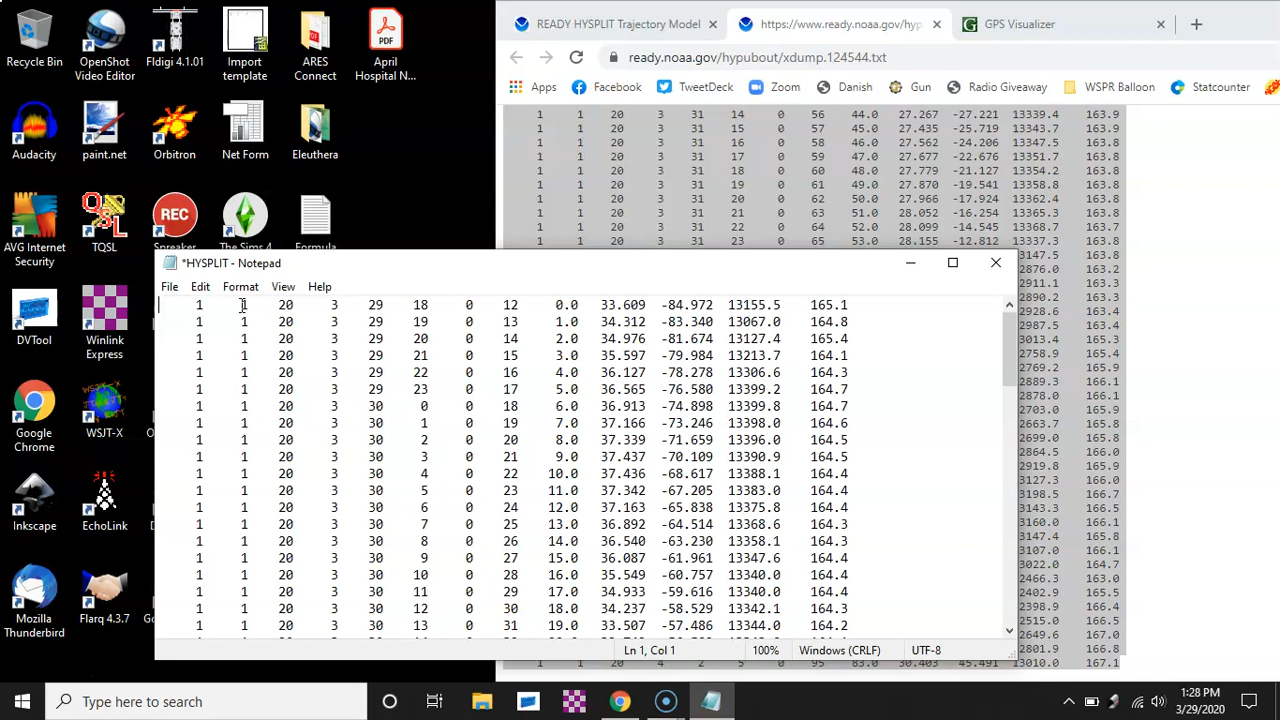 READY HYSPLIT Trajectory Model
https://www.ready.noaa.gov/hyp
GPS Visualizer
ready.noaa.gov/hypubout/xdump.124544.txt
Apps Facebook TweetDeck Zoom Danish Gun Radio Giveaway WSPR Balloon Statcounter
Recycle Bin
OpenShot Video Editor
Fldigi 4.1.01
Import template
ARES Connect
April Hospital N...
Audacity
paint.net
Orbitron
Net Form
Eleuthera
AVG Internet Security
TQSL
REC
Spreaker
The Sims 4
Formula
DVTool
Winlink Express
Google Chrome
WSJT-X
Inkscape
EchoLink
Mozilla Thunderbird
Flarq 4.3.7
1 1 20 3 31 14 0 56 44.0 27.267 -27.221 13339.4 163.9
1 1 20 3 31 15 0 57 45.0 27.435 -25.719 13347.5 163.8
1 1 20 3 31 16 0 58 46.0 27.562 -24.206 13351.7 163.8
1 1 20 3 31 17 0 59 47.0 27.677 -22.676 13354.2 163.8
1 1 20 3 31 18 0 60 48.0 27.779 -21.127 13358.8 163.8
1 1 20 3 31 19 0 61 49.0 27.870 -19.541
1 1 20 3 31 20 0 62 50.0 27.966 -17.924
1 1 20 3 31 21 0 63 51.0 28.052 -16.254
1 1 20 3 31 22 0 64 52.0 28.099 -14.545
1 1 20 3 31 23 0 65 53.0 28.155 -12.812
*HYSPLIT - Notepad
File Edit Format View Help
1 1 20 3 29 18 0 12 0.0 33.609 -84.972 13155.5 165.1
1 1 20 3 29 19 0 13 1.0 34.312 -83.340 13067.0 164.8
1 1 20 3 29 20 0 14 2.0 34.976 -81.674 13127.4 165.4
1 1 20 3 29 21 0 15 3.0 35.597 -79.984 13213.7 164.1
1 1 20 3 29 22 0 16 4.0 36.127 -78.278 13306.6 164.3
1 1 20 3 29 23 0 17 5.0 36.565 -76.580 13399.2 164.7
1 1 20 3 30 0 0 18 6.0 36.913 -74.898 13399.8 164.7
1 1 20 3 30 1 0 19 7.0 37.166 -73.246 13398.0 164.6
1 1 20 3 30 2 0 20 8.0 37.339 -71.659 13396.0 164.5
1 1 20 3 30 3 0 21 9.0 37.437 -70.109 13390.9 164.5
1 1 20 3 30 4 0 22 10.0 37.436 -68.617 13388.1 164.4
1 1 20 3 30 5 0 23 11.0 37.342 -67.205 13383.0 164.4
1 1 20 3 30 6 0 24 12.0 37.163 -65.838 13375.8 164.4
1 1 20 3 30 7 0 25 13.0 36.892 -64.514 13368.6 164.3
1 1 20 3 30 8 0 26 14.0 36.540 -63.230 13358.1 164.4
1 1 20 3 30 9 0 27 15.0 36.087 -61.961 13347.6 164.4
1 1 20 3 30 10 0 28 16.0 35.549 -60.757 13340.0 164.4
1 1 20 3 30 11 0 29 17.0 34.933 -59.616 13340.0 164.4
1 1 20 3 30 12 0 30 18.0 34.237 -58.529 13342.1 164.3
1 1 20 3 30 13 0 31 19.0 33.507 -57.486 13344.0 164.2
Ln 1, Col 1 100% Windows (CRLF) UTF-8
1 1 20 4 2 5 0 95 83.0 30.403 45.491 13010.0 167.1
Type here to search
1:28 PM
3/29/2020